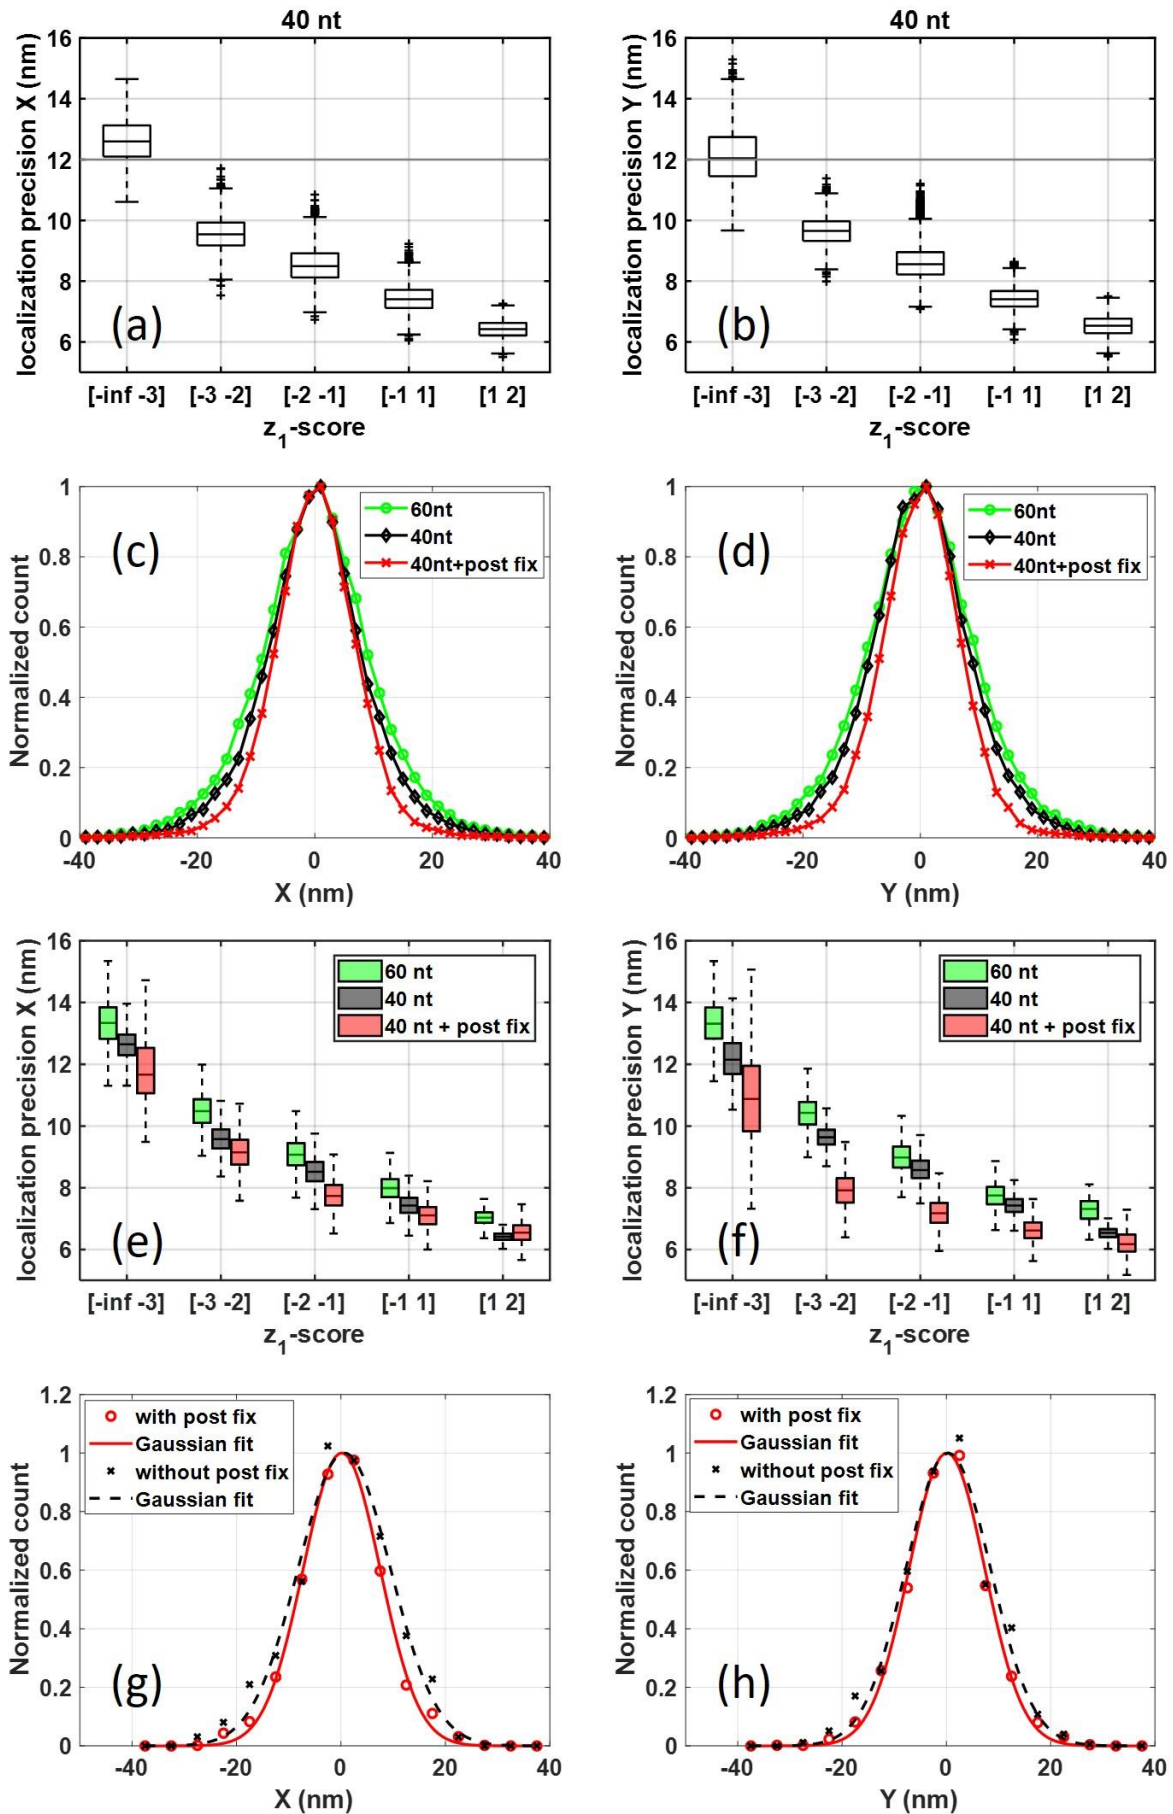 40 nt
localization precision X (nm)
16
14
12
10
8
6
(a)
[-inf -3] [-3 -2] [-2 -1] [-1 1] [1 2]
z1-score
40 nt
localization precision Y (nm)
16
14
12
10
8
6
(b)
[-inf -3] [-3 -2] [-2 -1] [-1 1] [1 2]
z1-score
Normalized count
1
0.8
0.6
0.4
0.2
0
(c)
60nt
40nt
40nt+post fix
-40 -20 0 20 40
X (nm)
Normalized count
1
0.8
0.6
0.4
0.2
0
(d)
60nt
40nt
40nt+post fix
-40 -20 0 20 40
Y (nm)
localization precision X (nm)
16
14
12
10
8
6
(e)
60 nt
40 nt
40 nt + post fix
[-inf -3] [-3 -2] [-2 -1] [-1 1] [1 2]
z1-score
localization precision Y (nm)
16
14
12
10
8
6
(f)
60 nt
40 nt
40 nt + post fix
[-inf -3] [-3 -2] [-2 -1] [-1 1] [1 2]
z1-score
Normalized count
1.2
1
0.8
0.6
0.4
0.2
0
(g)
with post fix
Gaussian fit
without post fix
Gaussian fit
-40 -20 0 20 40
X (nm)
Normalized count
1.2
1
0.8
0.6
0.4
0.2
0
(h)
with post fix
Gaussian fit
without post fix
Gaussian fit
-40 -20 0 20 40
Y (nm)